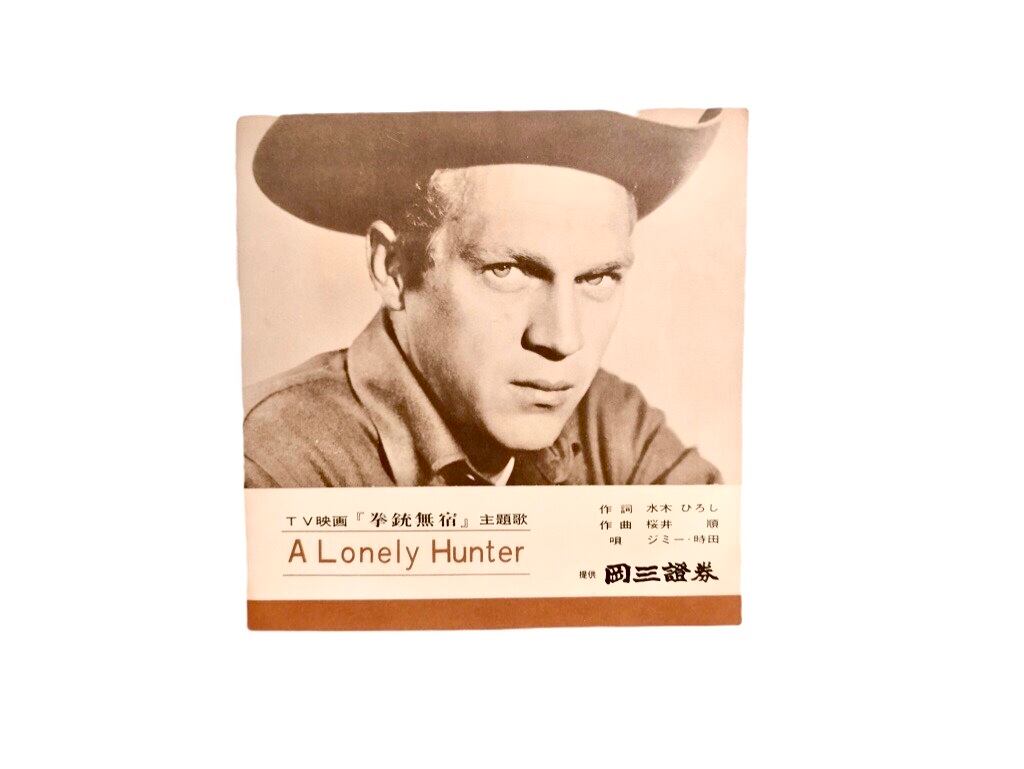 TV映画『拳銃無宿』主題歌
A Lonely Hunter
作詞 水木 ひろし
作曲 桜井 順
唄 ジミー・時田
提供 岡三證券